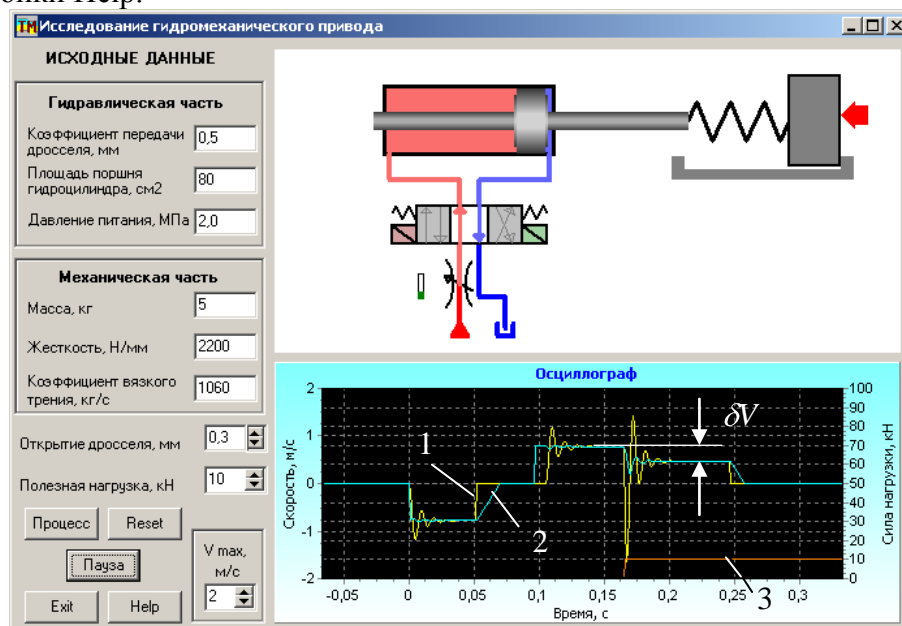 Исследование гидромеханического привода
ИСХОДНЫЕ ДАННЫЕ
Гидравлическая часть
Коэффициент передачи
дросселя, мм
0,5
Площадь поршня
гидроцилиндра, см2
80
Давление питания, МПа
2,0
Механическая часть
Масса, кг
5
Жесткость, Н/мм
2200
Коэффициент вязкого
трения, кг/с
1060
Открытие дросселя, мм
0,3
Полезная нагрузка, кН
10
Процесс
Reset
Пауза
Exit
Help
V max,
м/с
2
Осциллограф
Скорость, м/с
2
1
0
-1
-2
-0,05
0
0,05
0,1
0,15
0,2
0,25
0,3
Время, с
100
90
80
70
60
50
40
30
20
10
0
Сила нагрузки, кН
1
2
3
δV